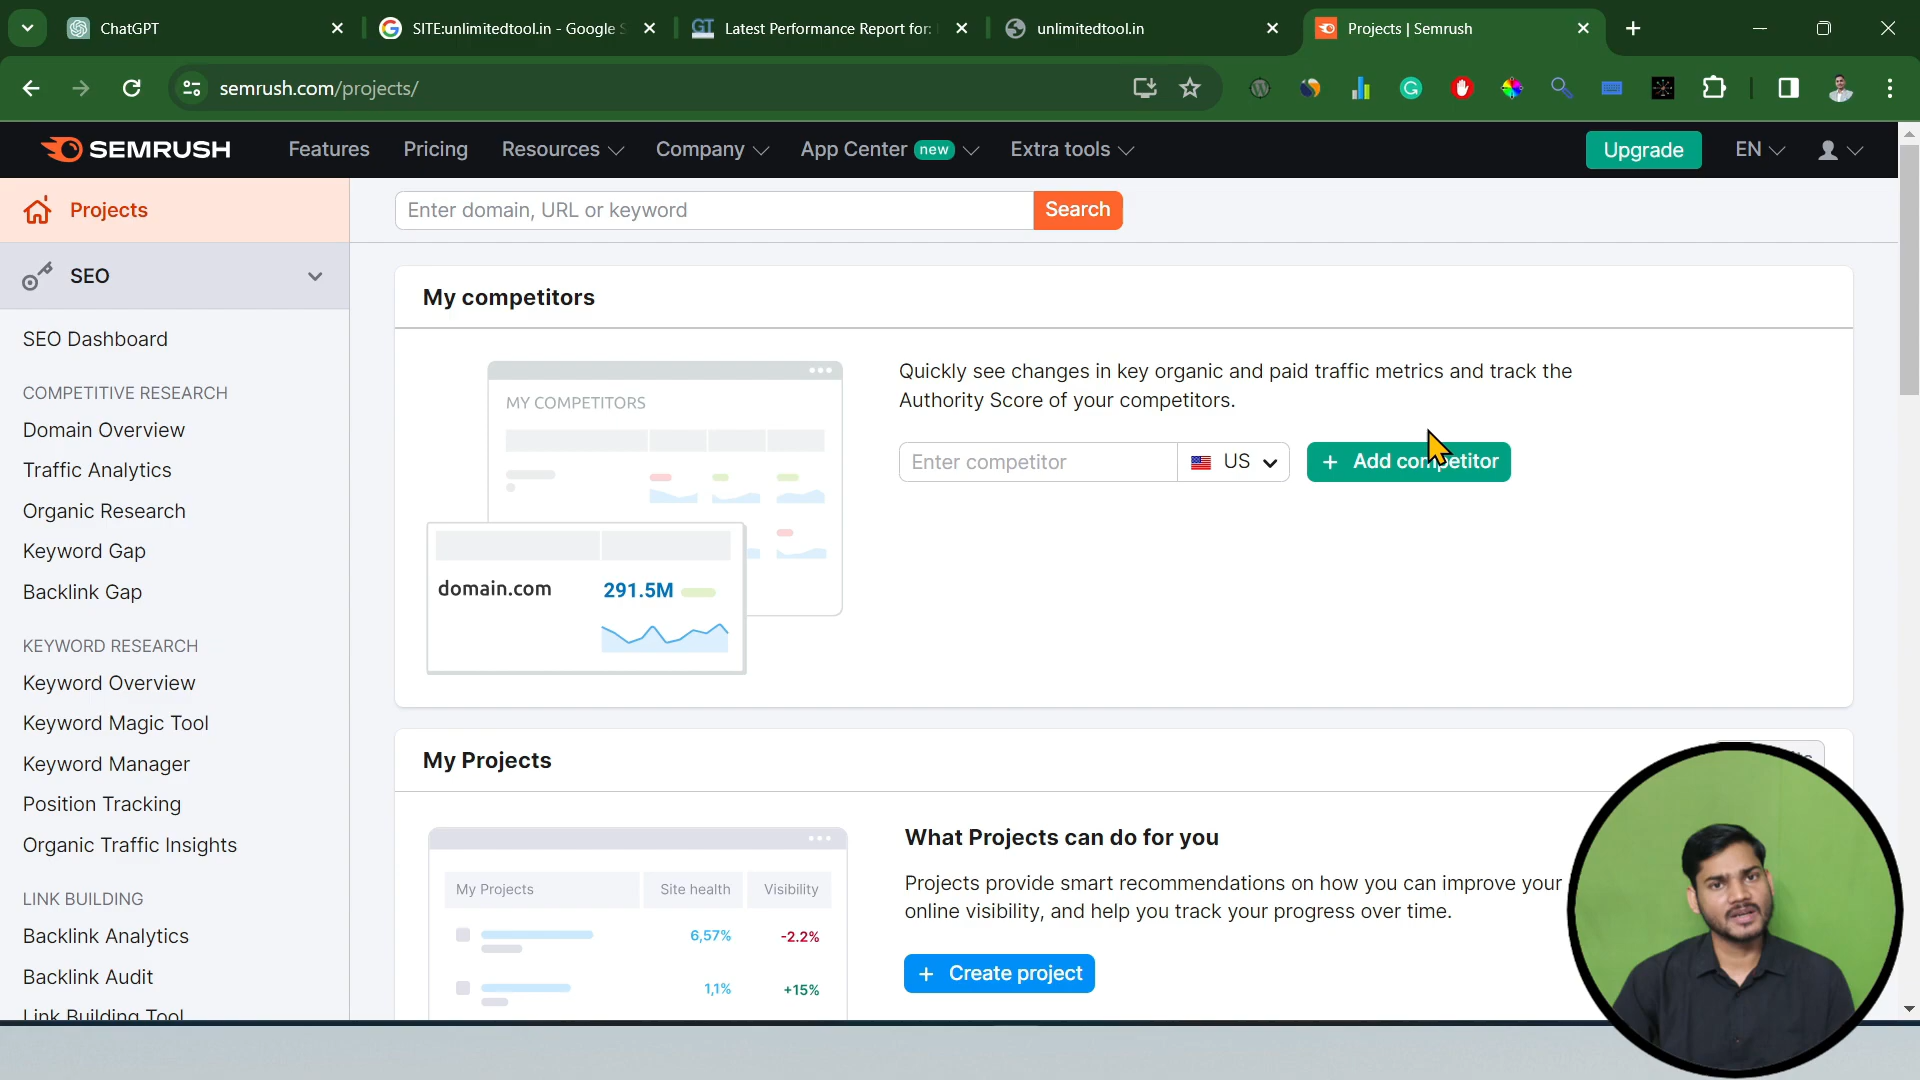 ChatGPT
SITE:unlimitedtool.in - Google S
Latest Performance Report for:
unlimitedtool.in
Projects | Semrush
semrush.com/projects/
SEMRUSH
Features
Pricing
Resources
Company
App Center new
Extra tools
Upgrade
EN
Projects
Enter domain, URL or keyword
Search
SEO
My competitors
SEO Dashboard
COMPETITIVE RESEARCH
Domain Overview
Traffic Analytics
Organic Research
Keyword Gap
Backlink Gap
KEYWORD RESEARCH
Keyword Overview
Keyword Magic Tool
Keyword Manager
Position Tracking
Organic Traffic Insights
LINK BUILDING
Backlink Analytics
Backlink Audit
Link Building Tool
MY COMPETITORS
domain.com
291.5M
Quickly see changes in key organic and paid traffic metrics and track the
Authority Score of your competitors.
Enter competitor
US
+ Add competitor
My Projects
My Projects
Site health
Visibility
6,57%
-2.2%
1,1%
+15%
What Projects can do for you
Projects provide smart recommendations on how you can improve your
online visibility, and help you track your progress over time.
+ Create project